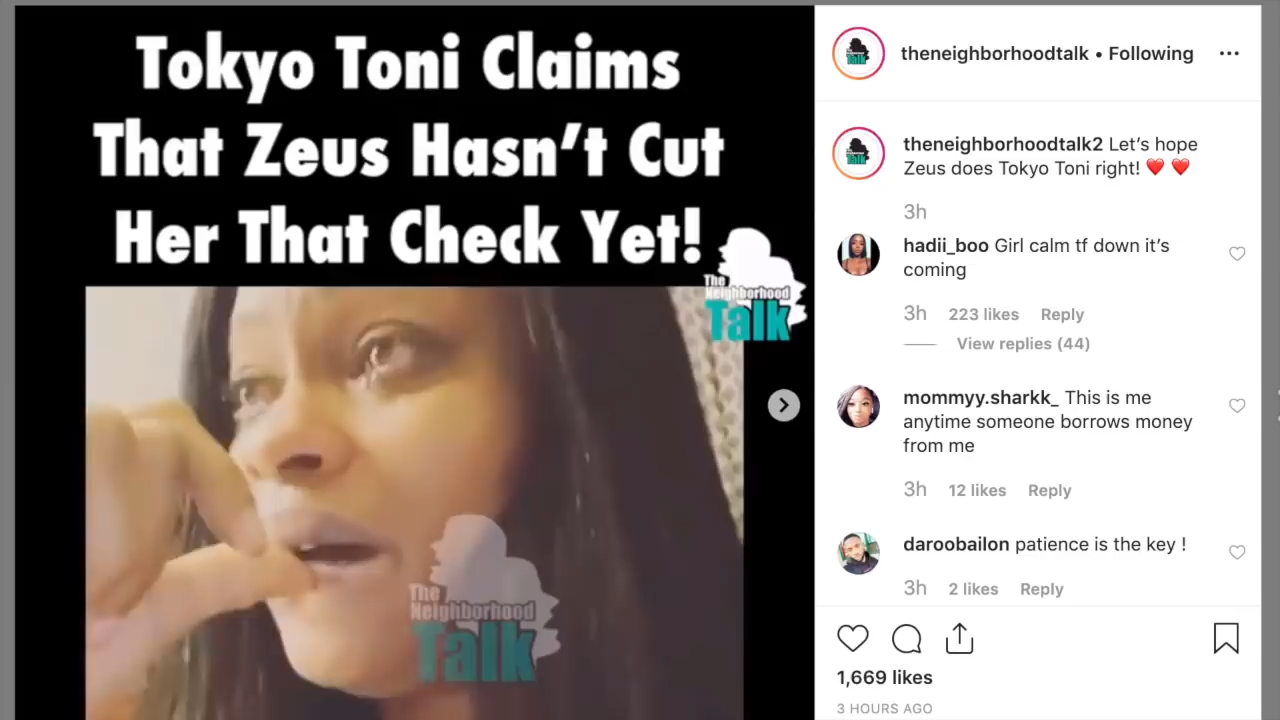 Tokyo Toni Claims
That Zeus Hasn't Cut
Her That Check Yet!
The
Neighborhood
Talk
The
Neighborhood
Talk
theneighborhoodtalk • Following
theneighborhoodtalk2 Let's hope
Zeus does Tokyo Toni right! ❤️ ❤️
3h
hadii_boo Girl calm tf down it's
coming
3h 223 likes Reply
View replies (44)
mommyy.sharkk_ This is me
anytime someone borrows money
from me
3h 12 likes Reply
daroobailon patience is the key !
3h 2 likes Reply
1,669 likes
3 HOURS AGO